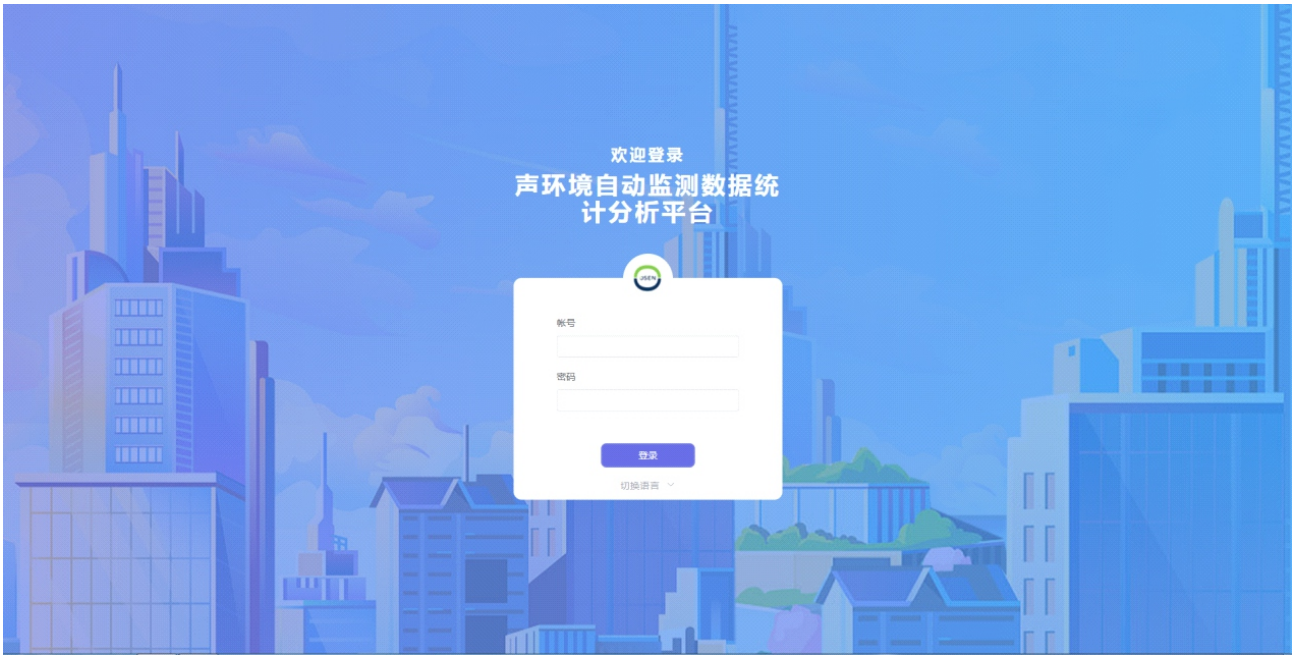 欢迎登录
声环境自动监测数据统
计分析平台
JSEN
帐号
密码
登录
切换语言